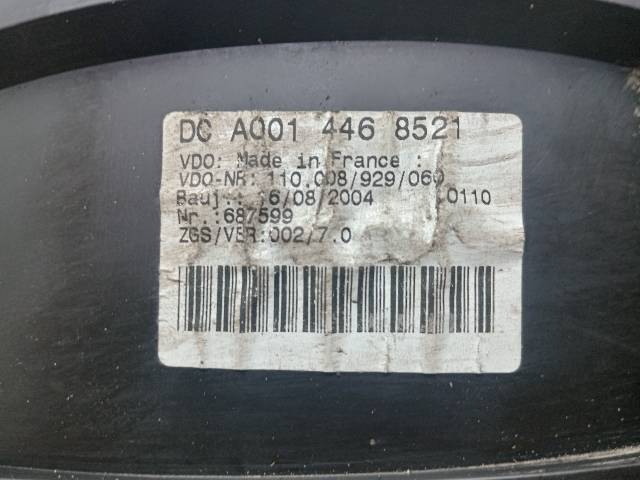 DC A001 446 8521
VDO: Made in France :
VDO-NR: 110.008/929/060
Bauj.: 6/08/2004 0110
Nr.:687599
ZGS/VER:002/7.0